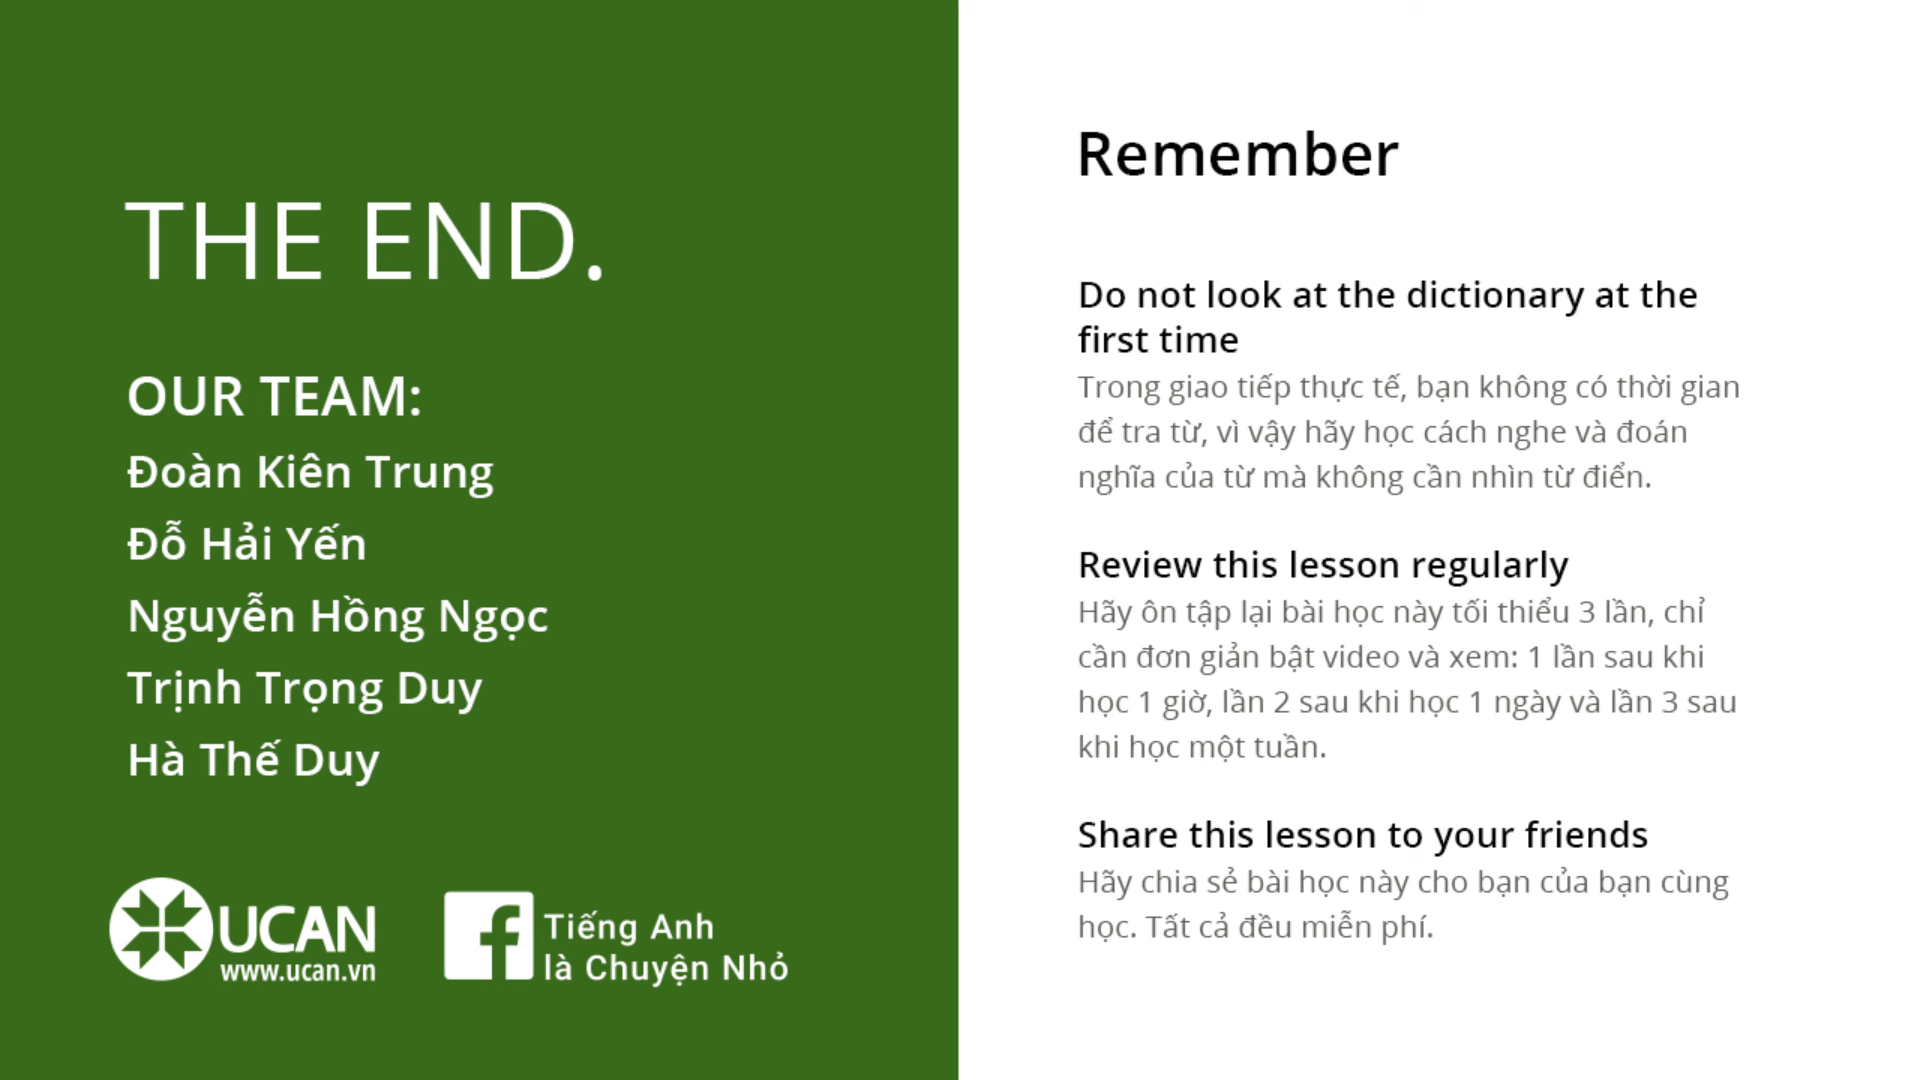 THE END.
OUR TEAM:
Đoàn Kiên Trung
Đỗ Hải Yến
Nguyễn Hồng Ngọc
Trịnh Trọng Duy
Hà Thế Duy
UCAN
www.ucan.vn
Tiếng Anh
là Chuyện Nhỏ
Remember
Do not look at the dictionary at the
first time
Trong giao tiếp thực tế, bạn không có thời gian
để tra từ, vì vậy hãy học cách nghe và đoán
nghĩa của từ mà không cần nhìn từ điển.
Review this lesson regularly
Hãy ôn tập lại bài học này tối thiểu 3 lần, chỉ
cần đơn giản bật video và xem: 1 lần sau khi
học 1 giờ, lần 2 sau khi học 1 ngày và lần 3 sau
khi học một tuần.
Share this lesson to your friends
Hãy chia sẻ bài học này cho bạn của bạn cùng
học. Tất cả đều miễn phí.